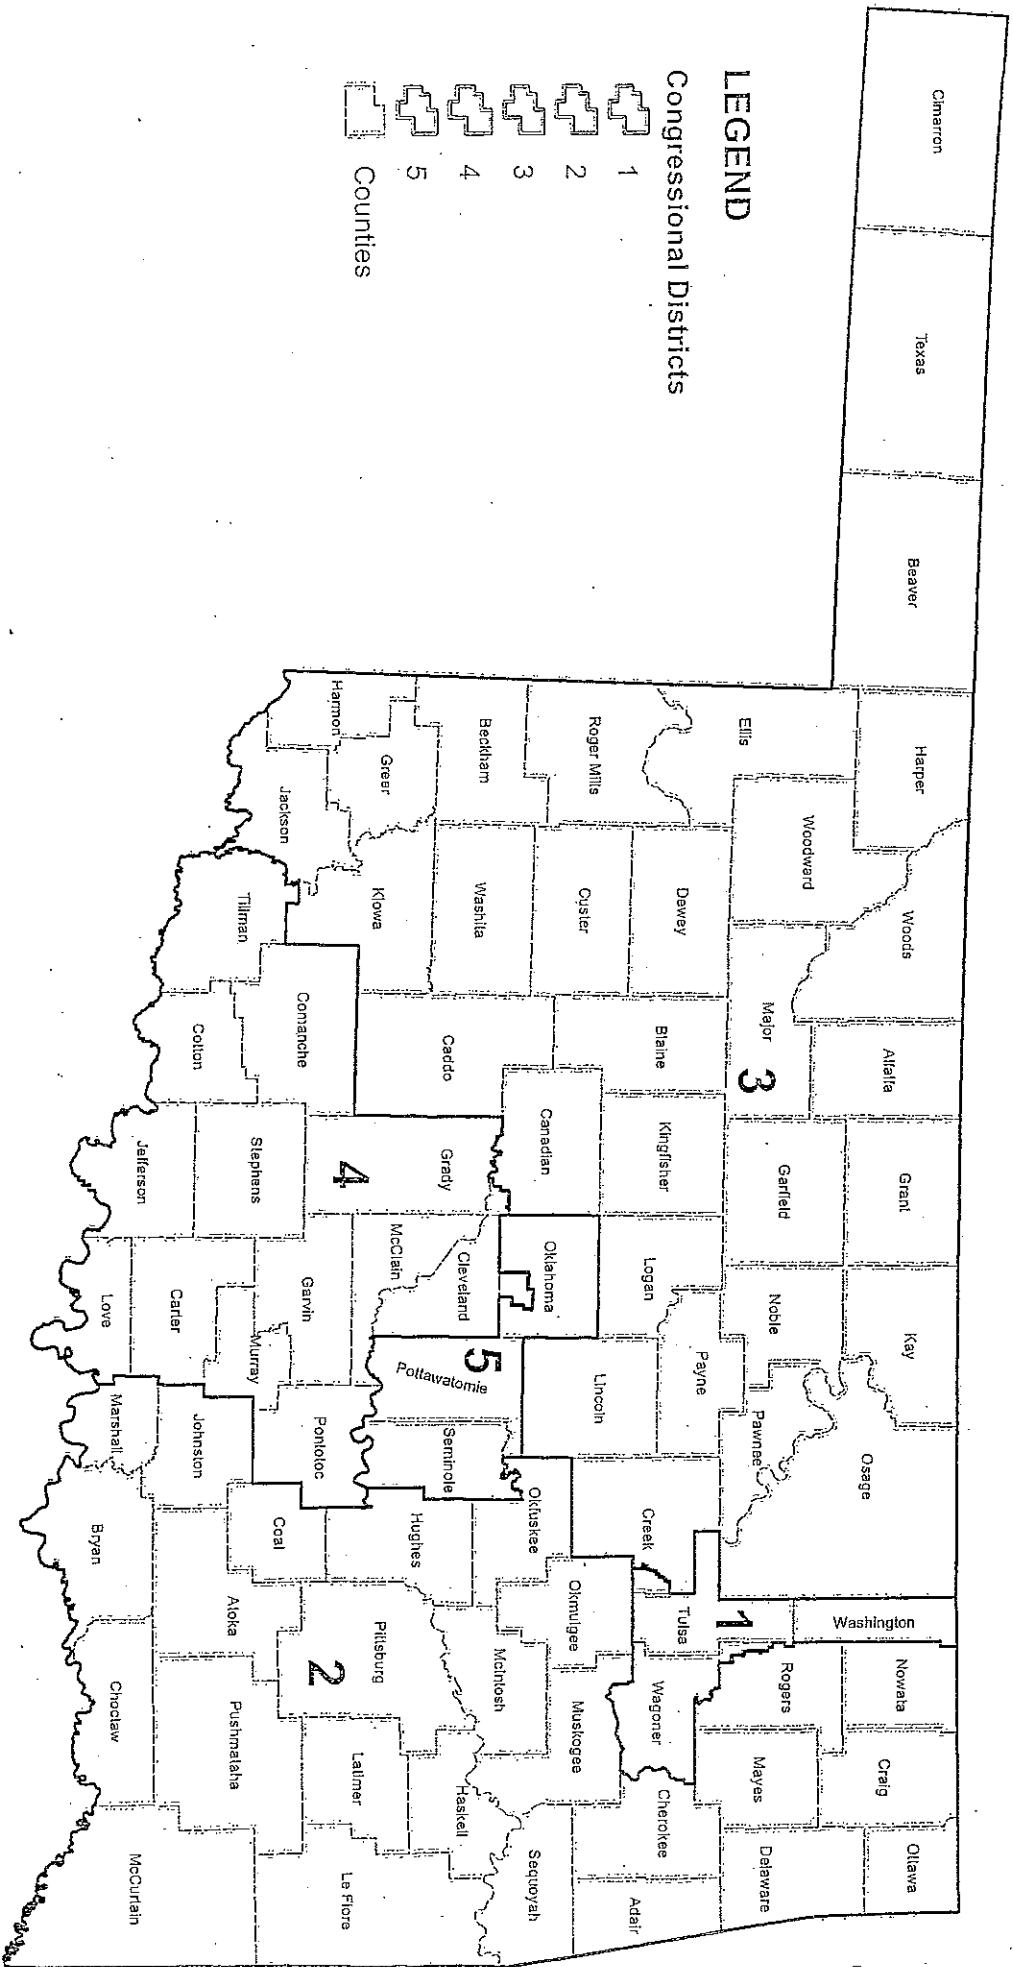 LEGEND
Congressional Districts
1
2
3
4
5
Counties
Cimarron
Texas
Beaver
Harper
Woods
Alfalfa
Grant
Kay
Osage
Washington
Nowata
Craig
Ottawa
Ellis
Woodward
Major
3
Garfield
Noble
Pawnee
1
Tulsa
Rogers
Mayes
Delaware
Roger Mills
Dewey
Custer
Blaine
Kingfisher
Logan
Payne
Lincoln
Creek
Wagoner
Cherokee
Adair
Beckham
Washita
Caddo
Canadian
Oklahoma
Cleveland
5
Pottawatomie
Seminole
Okfuskee
Okmulgee
McIntosh
Muskogee
Sequoyah
Harmon
Greer
Kiowa
Jackson
Tillman
Comanche
Cotton
Grady
4
McClain
Garvin
Stephens
Jefferson
Murray
Carter
Love
Pontotoc
Johnston
Marshall
Hughes
Coal
Atoka
Bryan
Pittsburg
2
Haskell
Latimer
Le Flore
Pushmataha
Choctaw
McCurtain